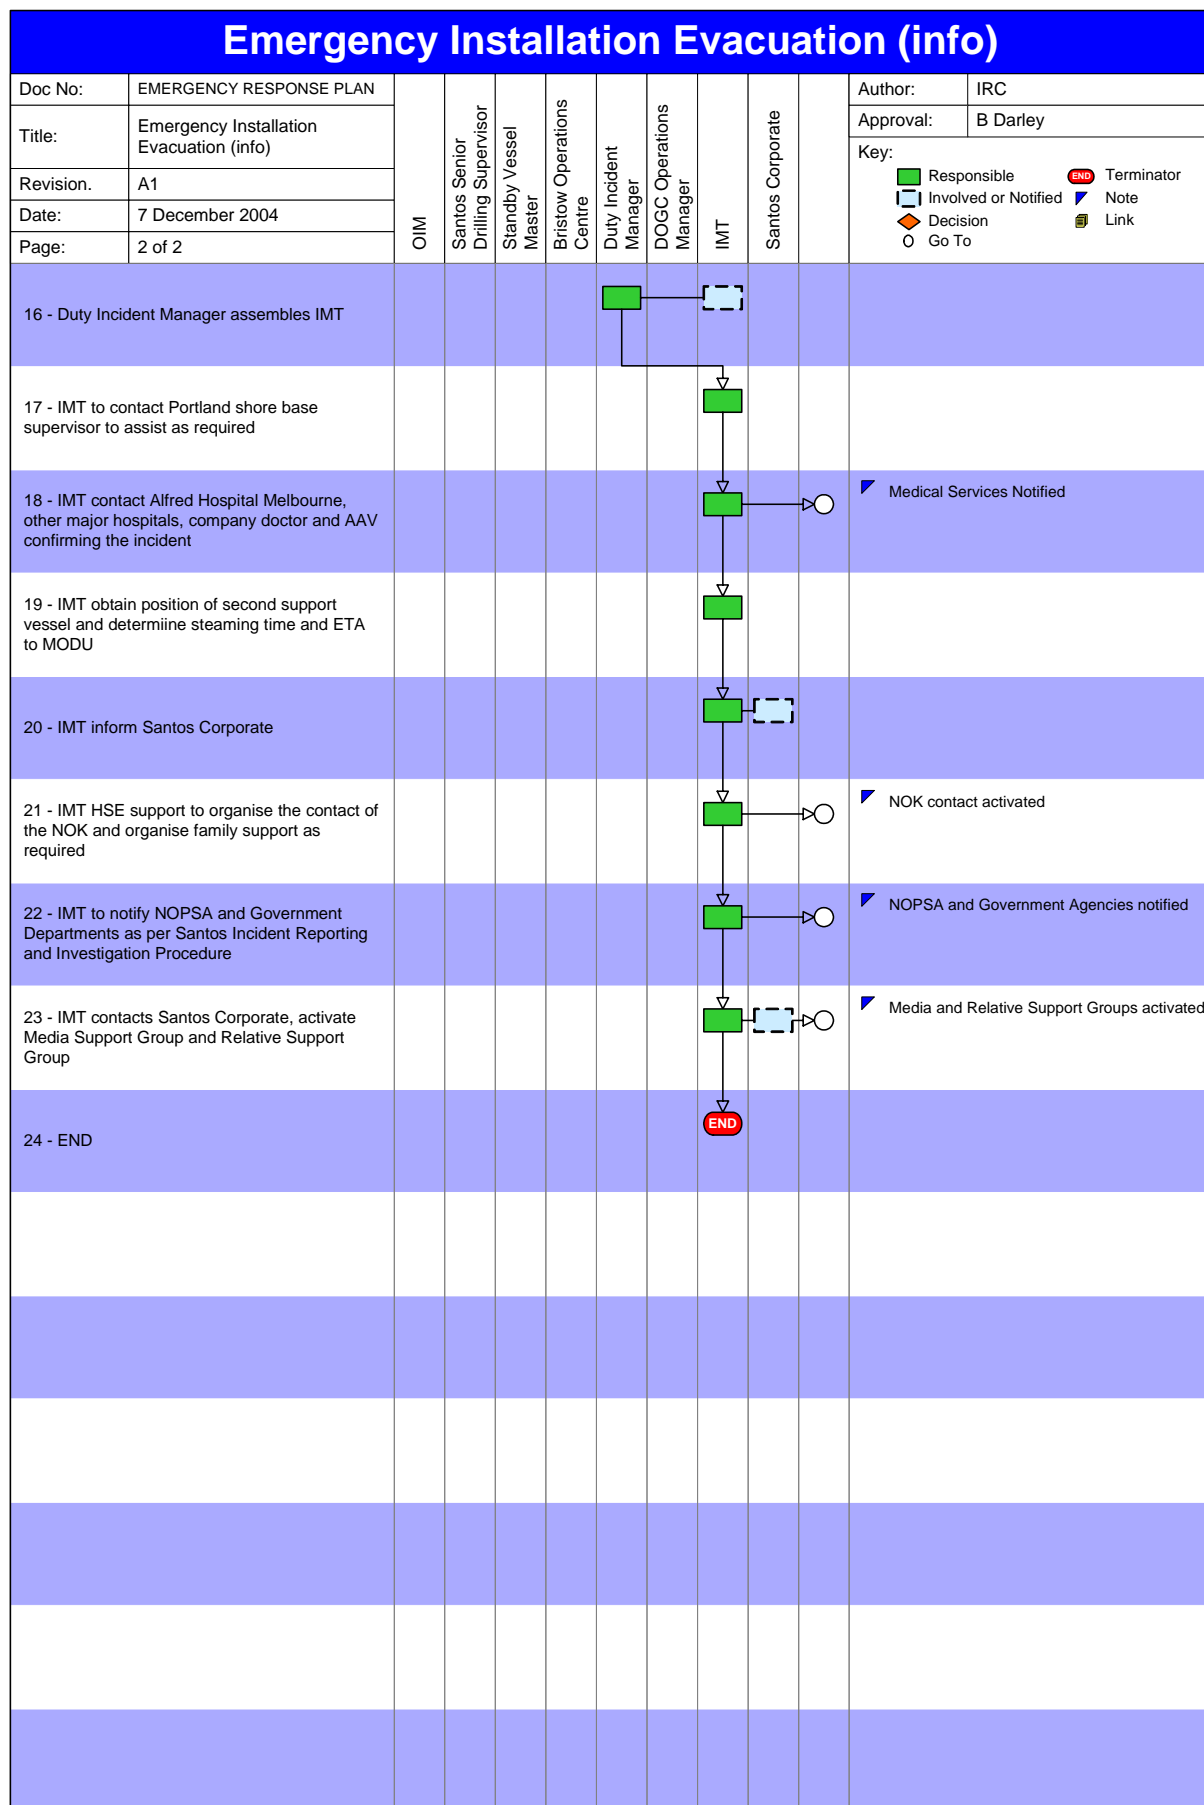 Emergency Installation Evacuation (info)
Doc No:
EMERGENCY RESPONSE PLAN
Title:
Emergency Installation
Evacuation (info)
Revision.
A1
Date:
7 December 2004
Page:
2 of 2
OIM
Santos Senior
Drilling Supervisor
Standby Vessel
Master
Bristow Operations
Centre
Duty Incident
Manager
DOGC Operations
Manager
IMT
Santos Corporate
Author:
IRC
Approval:
B Darley
Key:
Responsible
END
Terminator
Involved or Notified
Note
Decision
Link
Go To
16 - Duty Incident Manager assembles IMT
17 - IMT to contact Portland shore base
supervisor to assist as required
18 - IMT contact Alfred Hospital Melbourne,
other major hospitals, company doctor and AAV
confirming the incident
Medical Services Notified
19 - IMT obtain position of second support
vessel and determiine steaming time and ETA
to MODU
20 - IMT inform Santos Corporate
21 - IMT HSE support to organise the contact of
the NOK and organise family support as
required
NOK contact activated
22 - IMT to notify NOPSA and Government
Departments as per Santos Incident Reporting
and Investigation Procedure
NOPSA and Government Agencies notified
23 - IMT contacts Santos Corporate, activate
Media Support Group and Relative Support
Group
Media and Relative Support Groups activated
24 - END
END